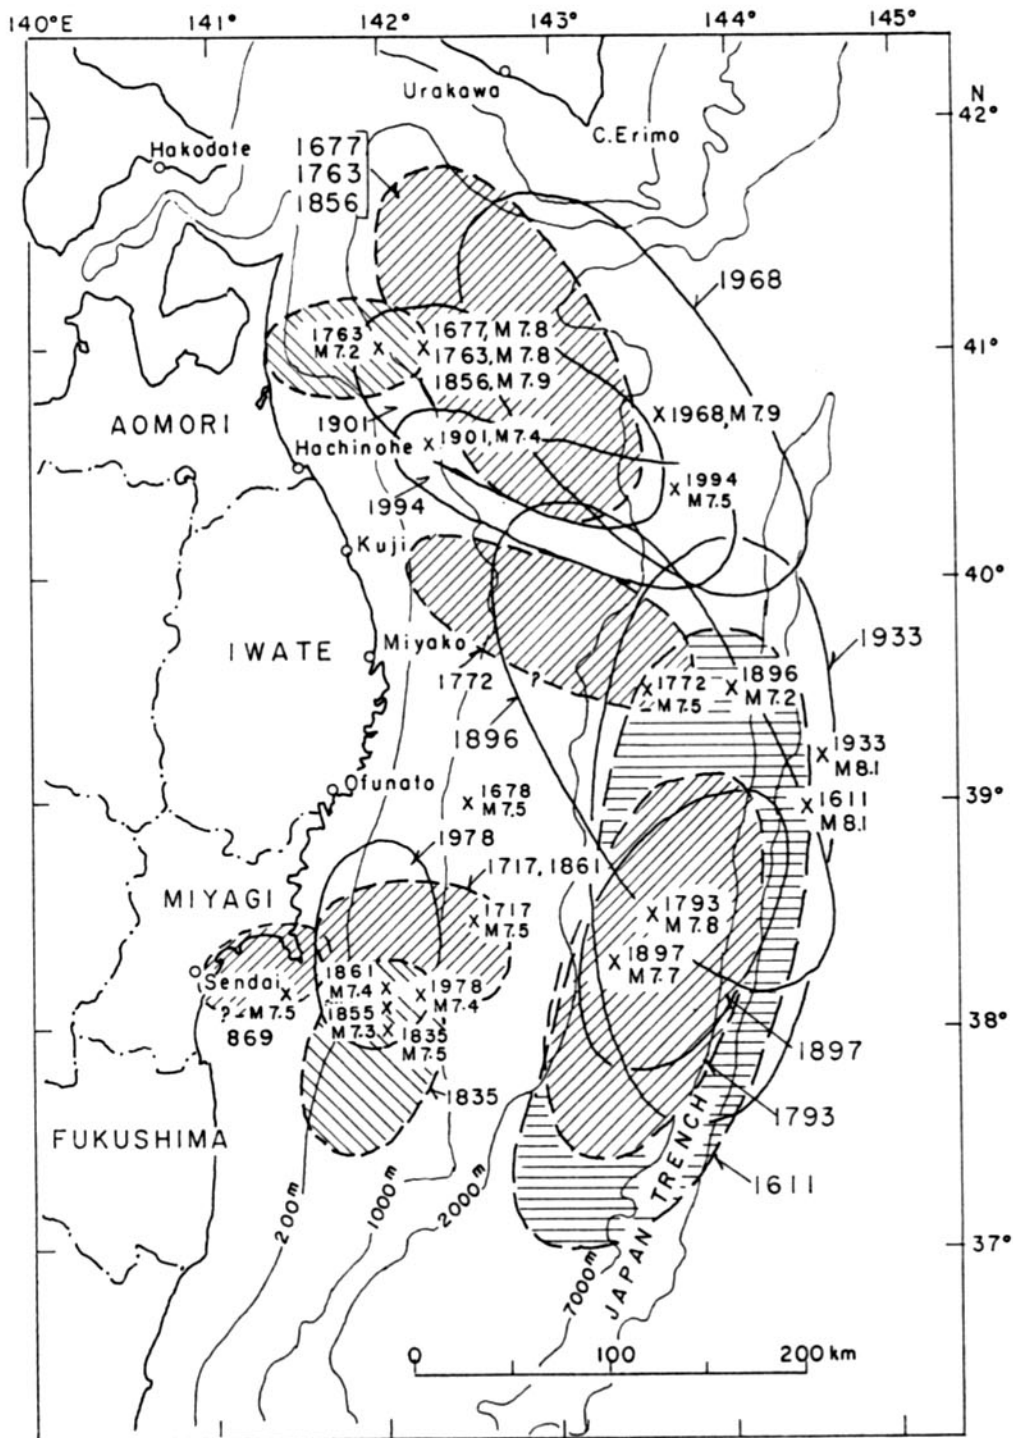 140°E 141° 142° 143° 144° 145°
N
42°
Urakawa
C.Erimo
Hakodate
1677
1763
1856
1968
1763
M7.2
1677, M7.8
1763, M7.8
1856, M7.9
41°
AOMORI
1901
Hachinohe
1901, M7.4
1968, M7.9
1994
M7.5
1994
Kuji
40°
IWATE
Miyako
1933
1772
?
1772
M7.5
1896
M7.2
1896
1933
M8.1
1678
M7.5
1611
M8.1
Ofunato
39°
1978
MIYAGI
1717, 1861
1717
M7.5
1793
M7.8
1897
M7.7
Sendai
?
M7.5
869
1861
M7.4
1855
M7.3
1978
M7.4
1835
M7.5
38°
1897
1835
1793
FUKUSHIMA
1611
200m
1000m
2000m
7000m
JAPAN TRENCH
37°
0 100 200 km